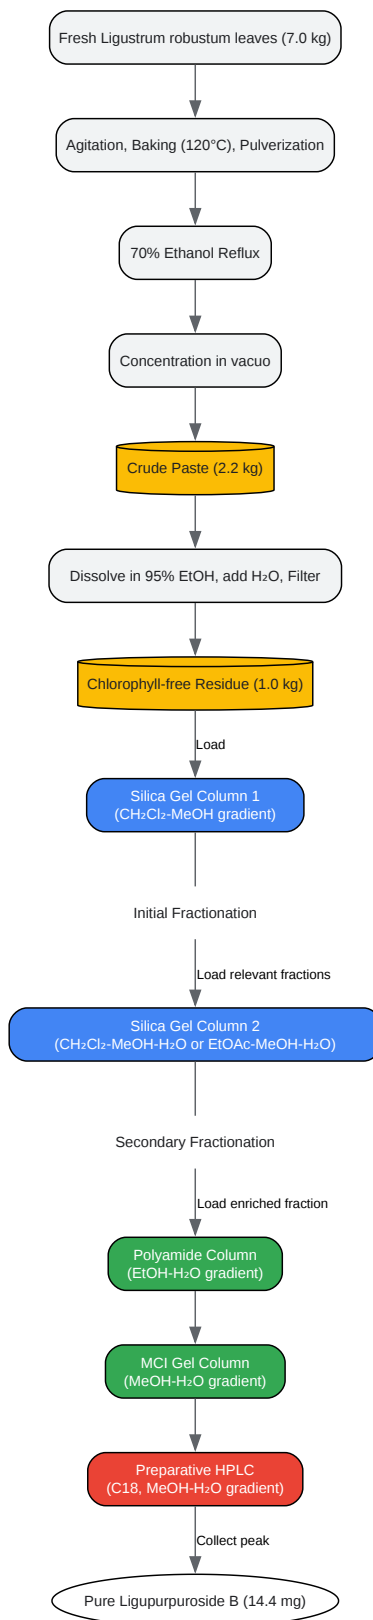 Fresh Ligustrum robustum leaves (7.0 kg)
Agitation, Baking (120°C), Pulverization
70% Ethanol Reflux
Concentration in vacuo
Crude Paste (2.2 kg)
Dissolve in 95% EtOH, add H₂O, Filter
Chlorophyll-free Residue (1.0 kg)
Load
Silica Gel Column 1
(CH₂Cl₂-MeOH gradient)
Initial Fractionation
Load relevant fractions
Silica Gel Column 2
(CH₂Cl₂-MeOH-H₂O or EtOAc-MeOH-H₂O)
Secondary Fractionation
Load enriched fraction
Polyamide Column
(EtOH-H₂O gradient)
MCI Gel Column
(MeOH-H₂O gradient)
Preparative HPLC
(C18, MeOH-H₂O gradient)
Collect peak
Pure Ligupurpuroside B (14.4 mg)